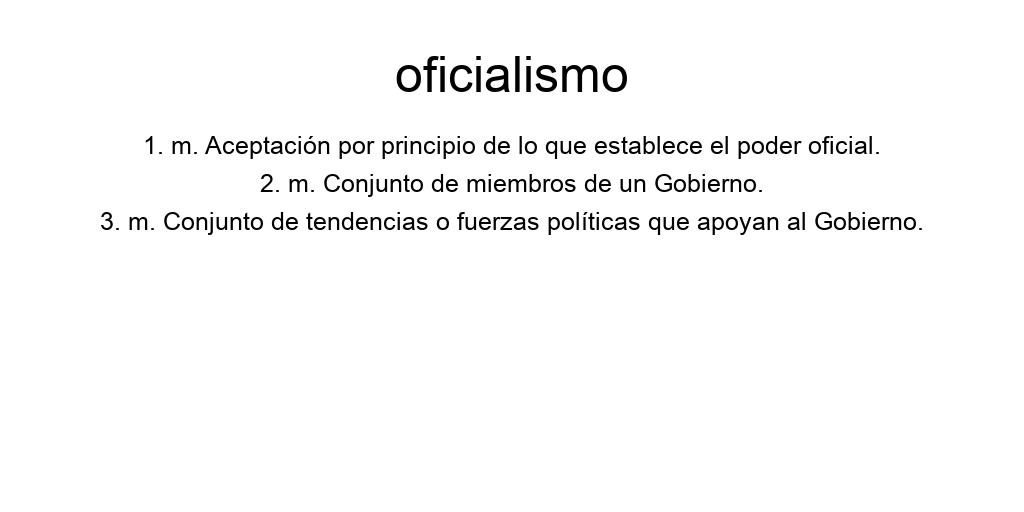 oficialismo
1. m. Aceptación por principio de lo que establece el poder oficial.
2. m. Conjunto de miembros de un Gobierno.
3. m. Conjunto de tendencias o fuerzas políticas que apoyan al Gobierno.